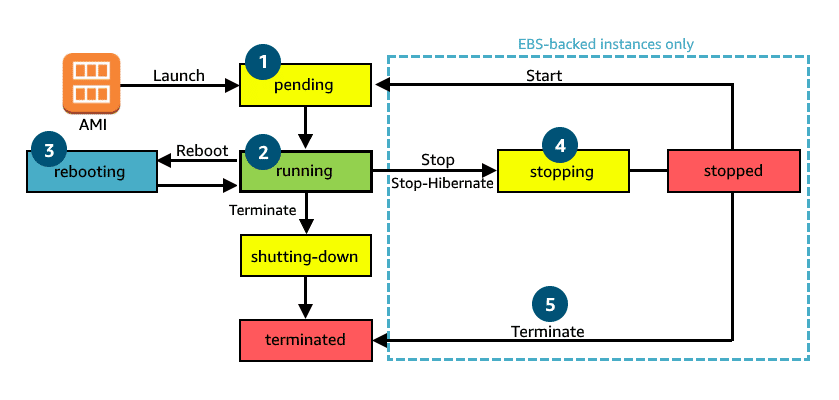 EBS-backed instances only
1
Launch
pending
Start
AMI
3
Reboot
2
4
rebooting
running
Stop
Stop-Hibernate
stopping
stopped
Terminate
shutting-down
5
Terminate
terminated